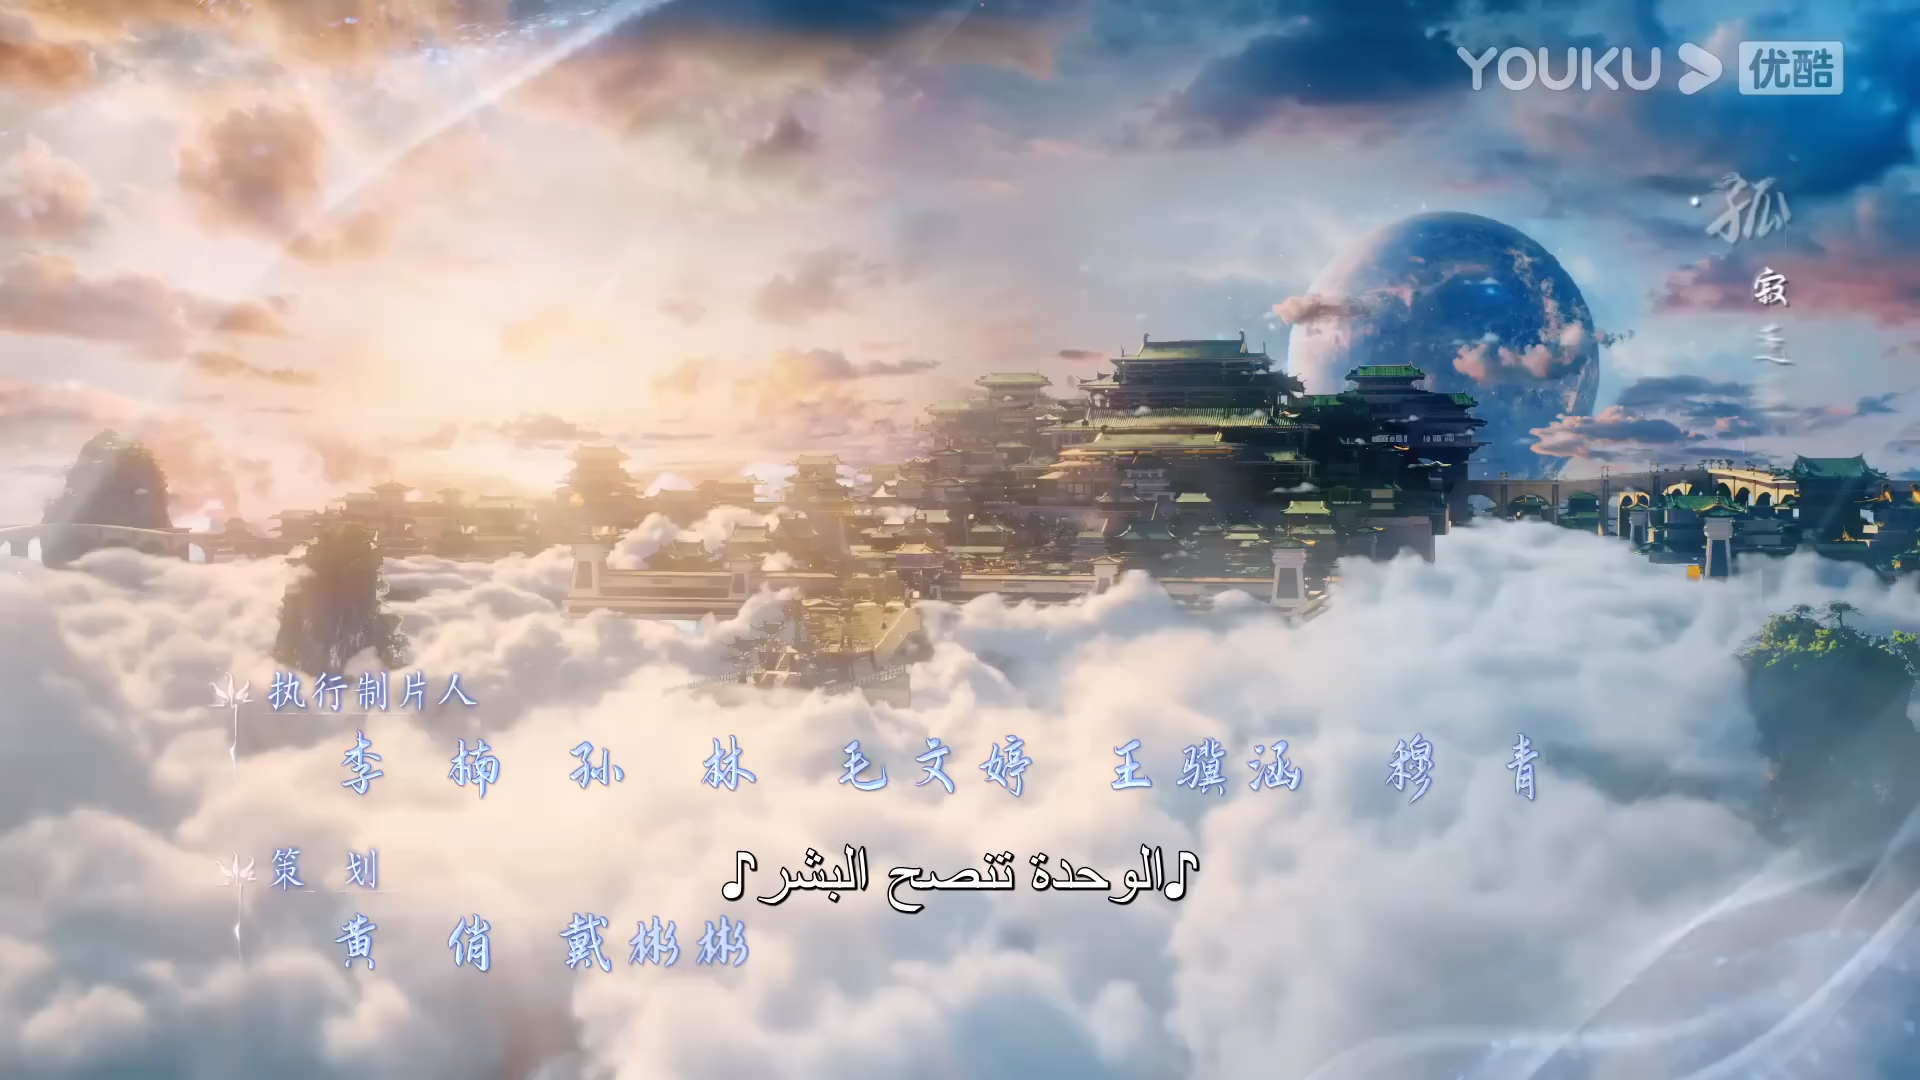 YOUKU 优酷
孤寂
执行制片人
李楠 孙林 毛文婷 王骥涵 穆青
策划
♪الوحدة تنصح البشر♪
黄俏 戴彬彬